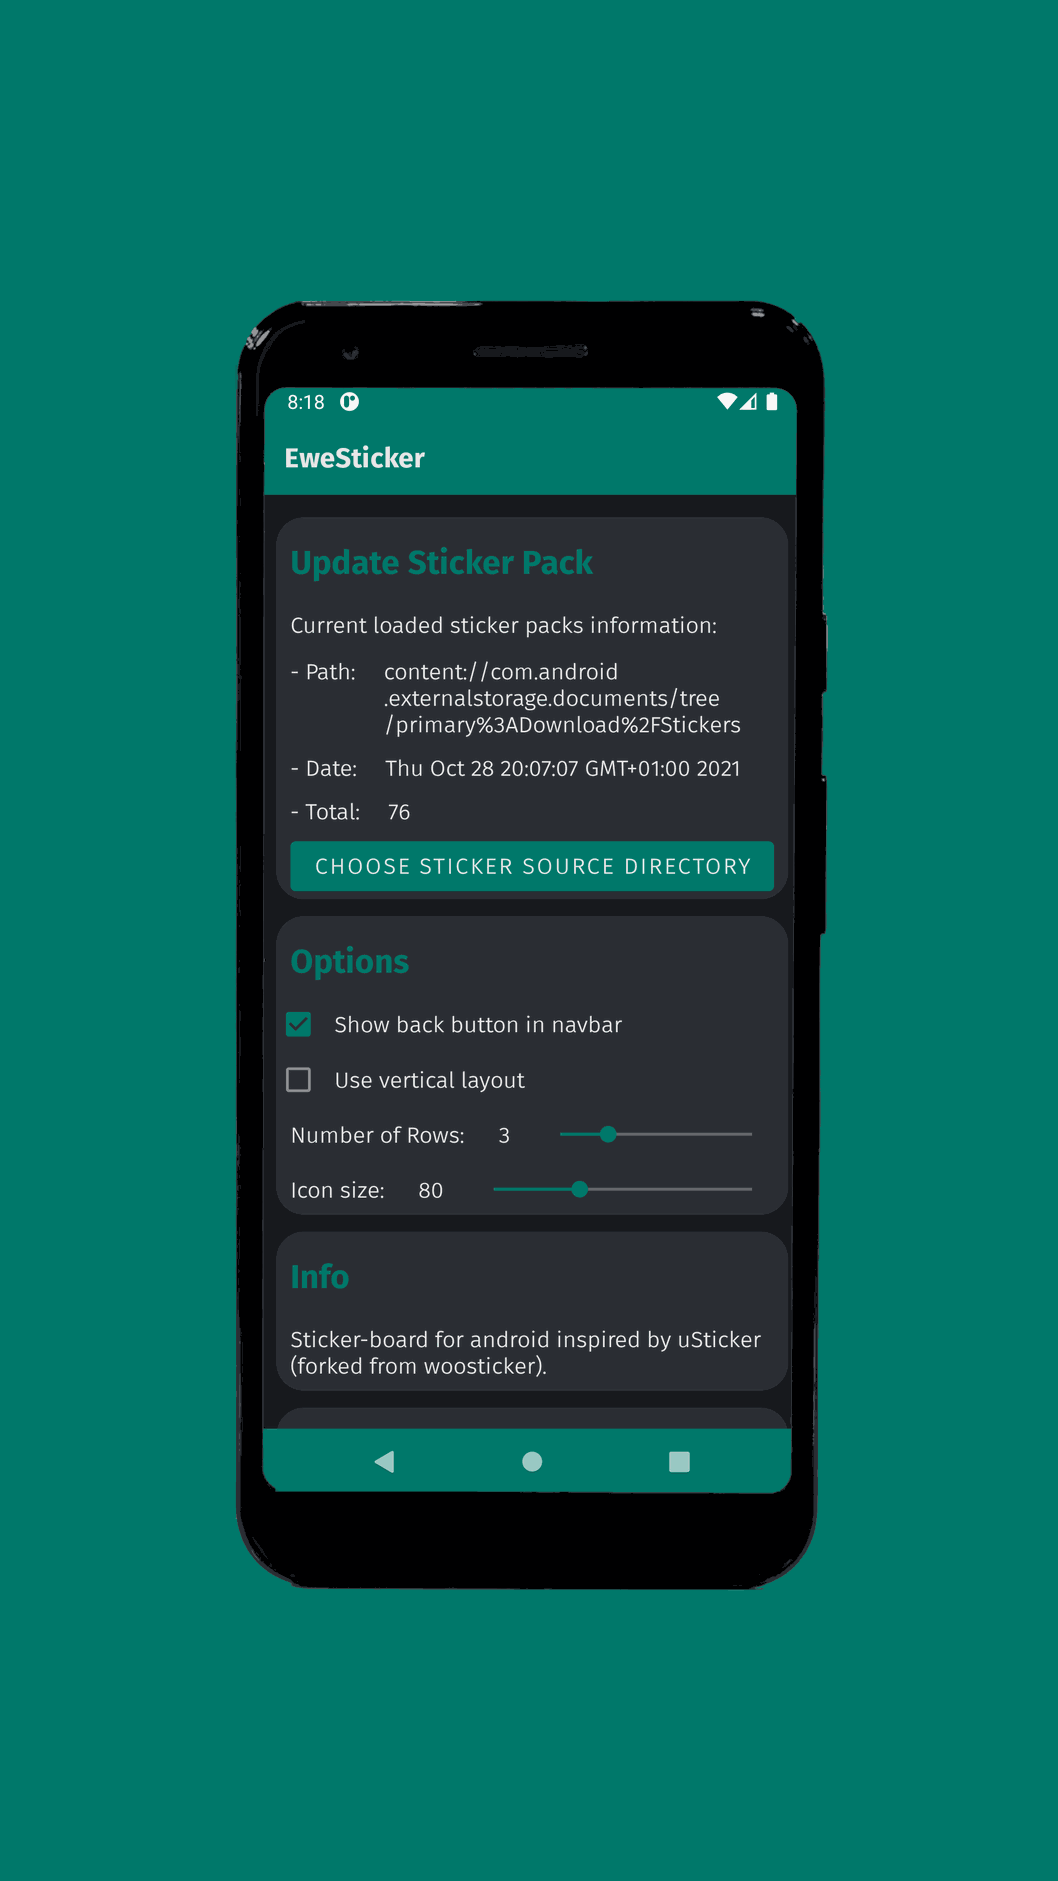 8:18
EweSticker
Update Sticker Pack
Current loaded sticker packs information:
- Path: content://com.android
.externalstorage.documents/tree
/primary%3ADownload%2FStickers
- Date: Thu Oct 28 20:07:07 GMT+01:00 2021
- Total: 76
CHOOSE STICKER SOURCE DIRECTORY
Options
Show back button in navbar
Use vertical layout
Number of Rows: 3
Icon size: 80
Info
Sticker-board for android inspired by uSticker
(forked from woosticker).